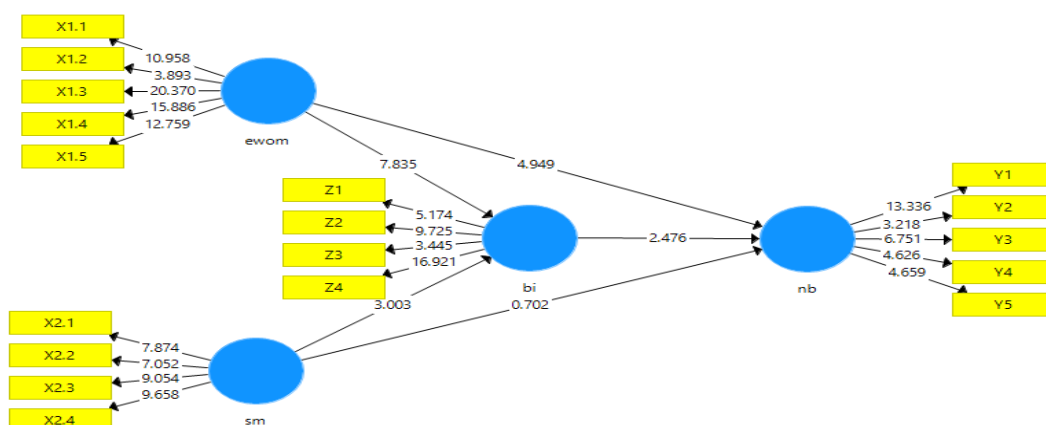 X1.1
X1.2
X1.3
X1.4
X1.5
10.958
3.893
20.370
15.886
12.759
ewom
7.835
4.949
Z1
Z2
Z3
Z4
5.174
9.725
3.445
16.921
bi
2.476
3.003
0.702
nb
13.336
3.218
6.751
4.626
4.659
Y1
Y2
Y3
Y4
Y5
X2.1
X2.2
X2.3
X2.4
7.874
7.052
9.054
9.658
sm